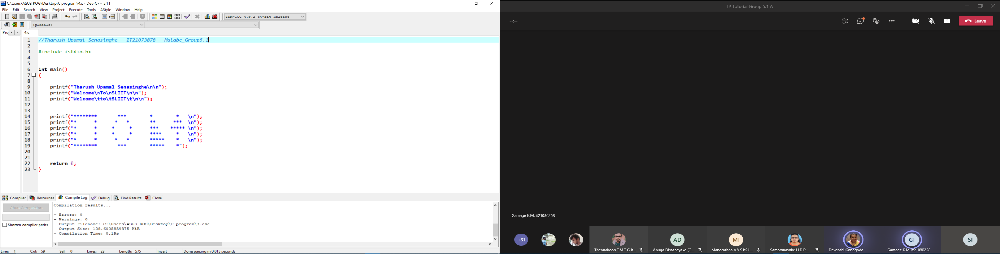 C:\Users\ASUS ROG\Desktop\C program\4.c - Dev-C++ 5.11
File Edit Search View Project Execute Tools AStyle Window Help
TDM-GCC 4.9.2 64-bit Release
(globals)
Pro 4.c
1 //Tharush Upamal Senasinghe - IT21073878 - Malabe_Group5.1
2
3 #include <stdio.h>
4
5
6 int main()
7 {
8
9     printf("Tharush Upamal Senasinghe\n\n");
10     printf("Welcome\nTo\nSLIIT\n\n");
11     printf("Welcome\tto\tSLIIT\t\n\n");
12
13
14     printf("********       ***        *        *   \n");
15     printf("*      *      *   *       **      ***  \n");
16     printf("*      *     *     *      ***    ***** \n");
17     printf("*      *     *     *      ****     *   \n");
18     printf("*      *      *   *       *****    *   \n");
19     printf("********       ***        *****    *");
20
21
22     return 0;
23 }
Compiler Resources Compile Log Debug Find Results Close
Abort Compilation
Shorten compiler paths
Compilation results...
--------
- Errors: 0
- Warnings: 0
- Output Filename: C:\Users\ASUS ROG\Desktop\C program\4.exe
- Output Size: 128.6005859375 KiB
- Compilation Time: 0.19s
Line: 1 Col: 59 Sel: 0 Lines: 23 Length: 575 Insert Done parsing in 0.015 seconds
IP Tutorial Group 5.1 A
--:--
Leave
Gamage K.M. it21080258
+31
AD
MI
GI
SI
Thennakoon T.M.T.G it...
Anuga Dissanayake (G...
Manorathna A.Y.S it21...
Samaranayake H.D.P....
Devanshi Ganegoda
Gamage K.M. it21080258